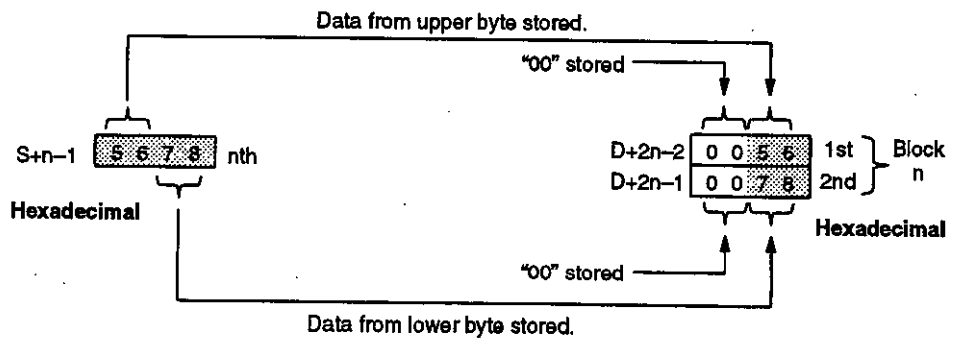 Data from upper byte stored.
"00" stored
S+n−1 5 6 7 8 nth
D+2n−2 0 0 5 6 1st
D+2n−1 0 0 7 8 2nd
Block
n
Hexadecimal
Hexadecimal
"00" stored
Data from lower byte stored.